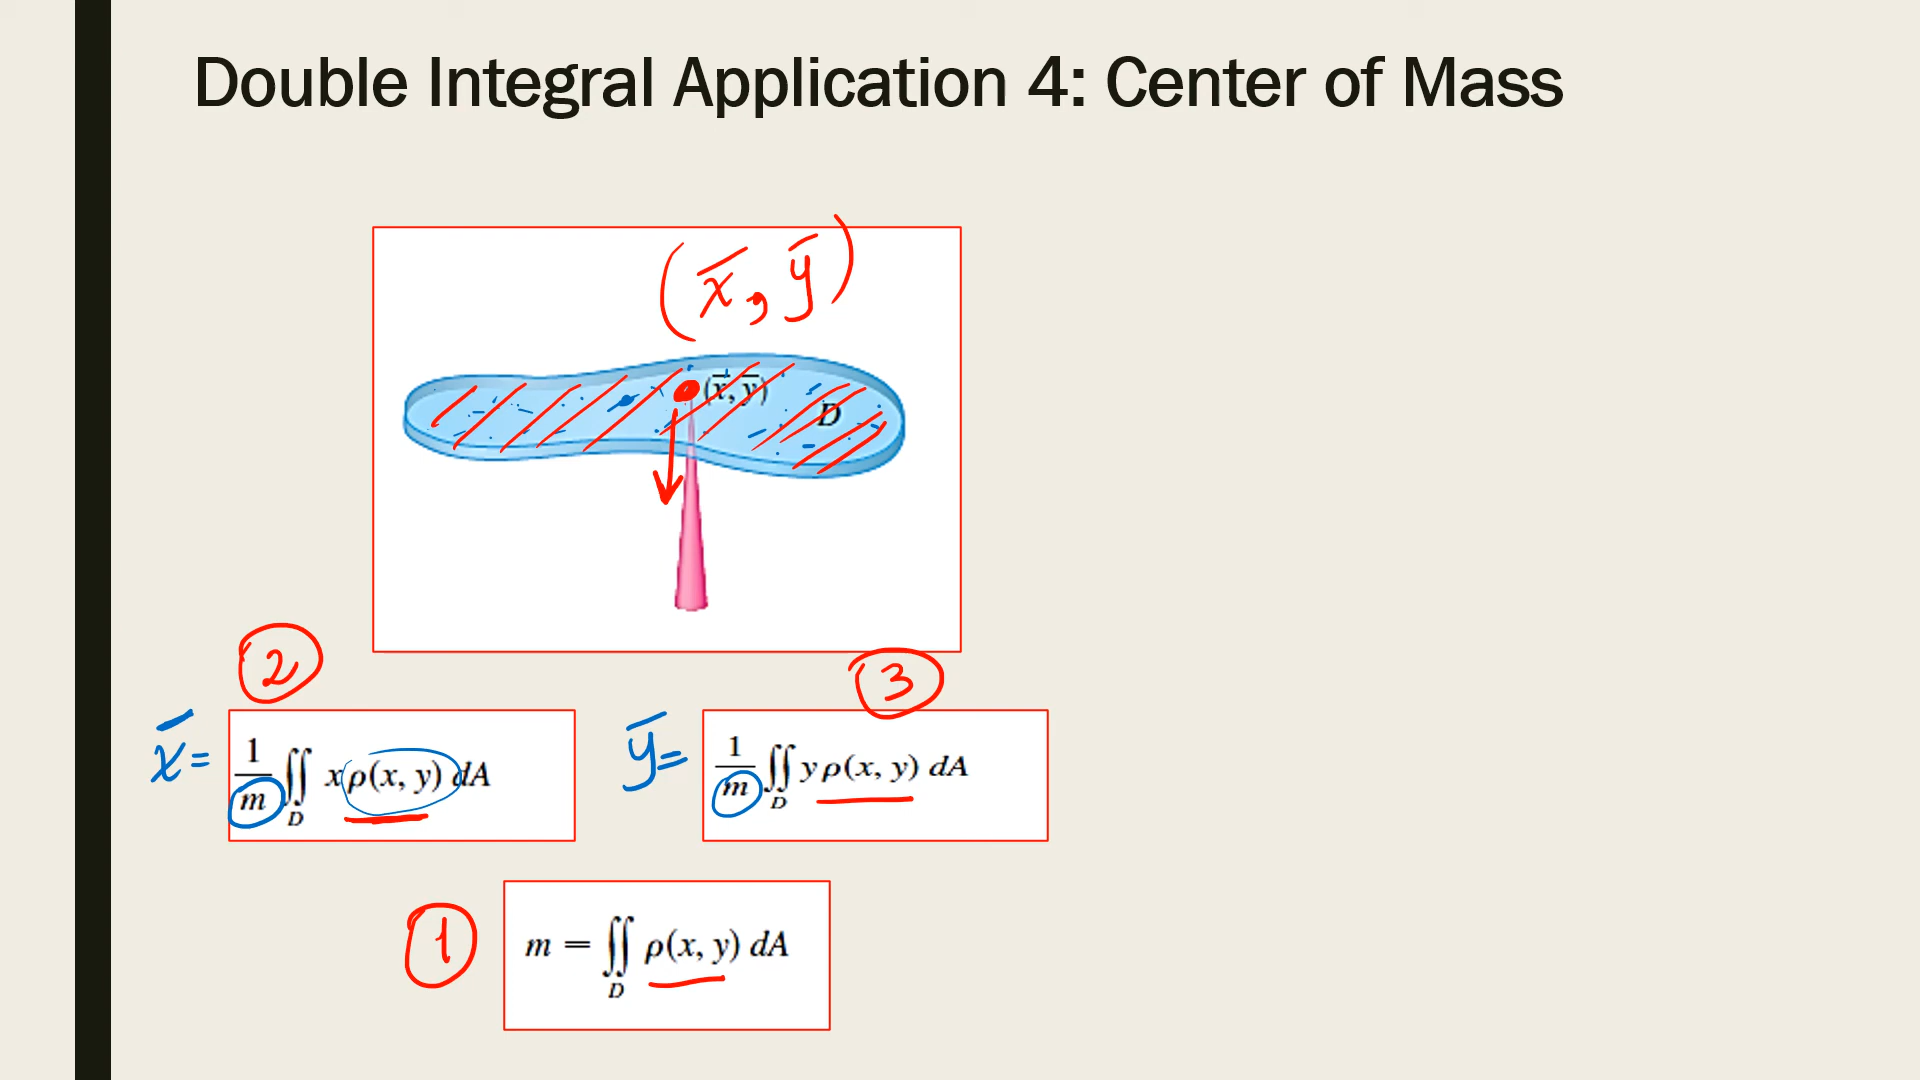 Double Integral Application 4: Center of Mass
(x̅, y̅)
(x̅, y̅)
D
2
3
x̅ = 1/m ∬_D x ρ(x, y) dA
y̅ = 1/m ∬_D y ρ(x, y) dA
1
m = ∬_D ρ(x, y) dA